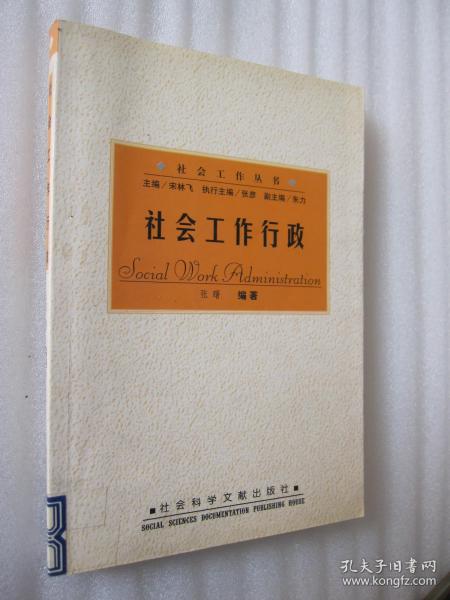 ◆ 社会工作丛书 ◆
主编/宋林飞 执行主编/张彦 副主编/朱力
社会工作行政
Social Work Administration
张曙 编著
■ 社会科学文献出版社 ■
SOCIAL SCIENCES DOCUMENTATION PUBLISHING HOUSE
孔夫子旧书网
www.kongfz.com